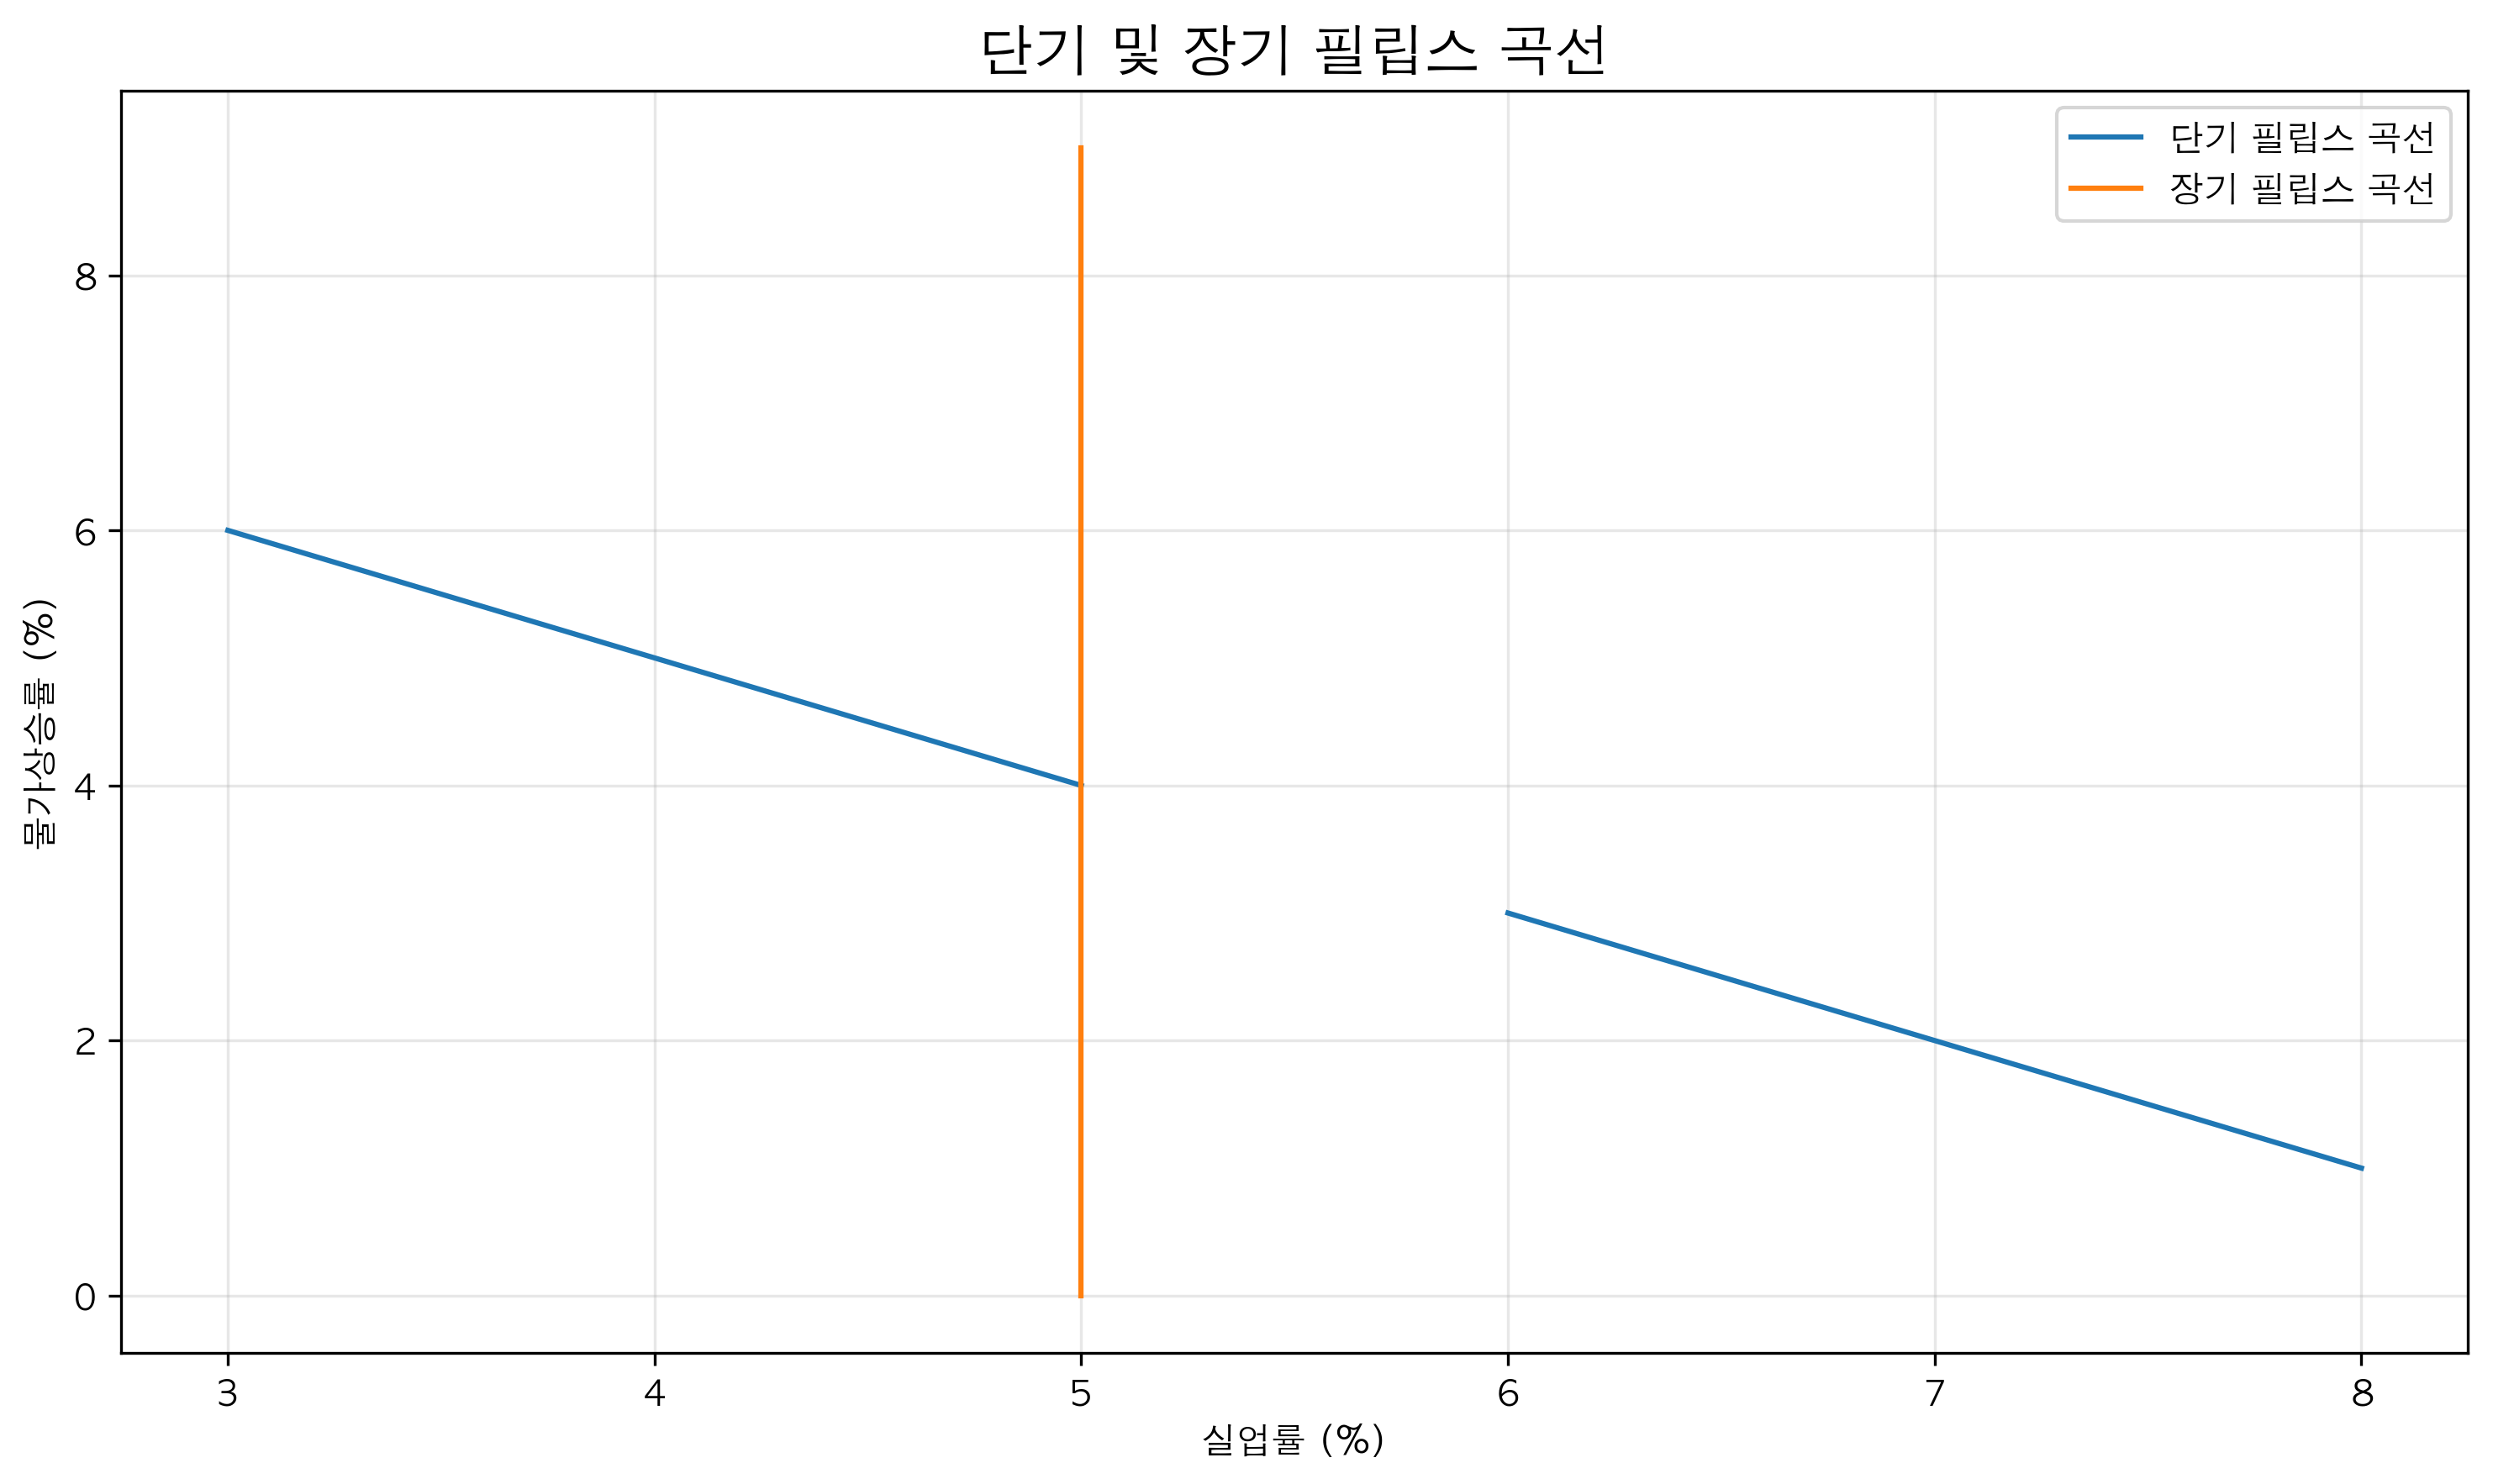 단기 및 장기 필립스 곡선
단기 필립스 곡선
장기 필립스 곡선
물가상승률 (%)
8
6
4
2
0
3 4 5 6 7 8
실업률 (%)